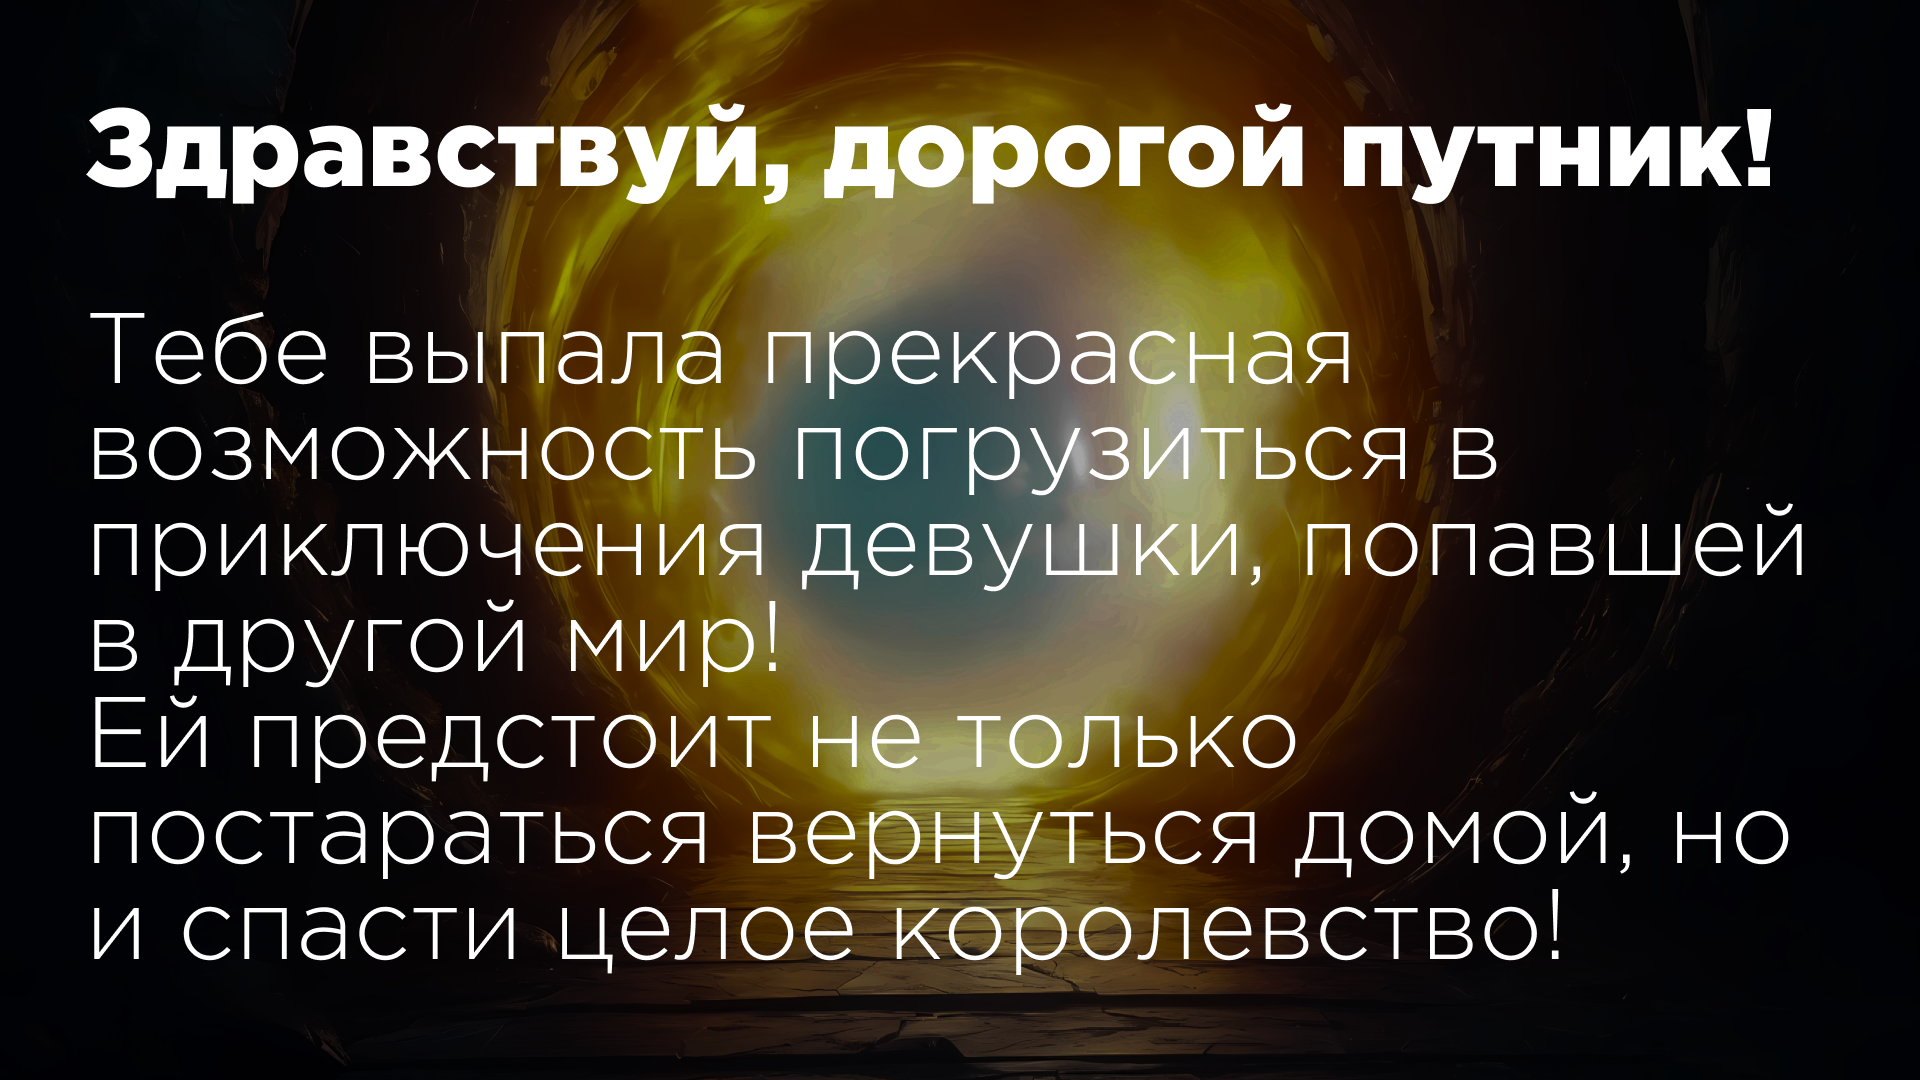 Здравствуй, дорогой путник!
Тебе выпала прекрасная
возможность погрузиться в
приключения девушки, попавшей
в другой мир!
Ей предстоит не только
постараться вернуться домой, но
и спасти целое королевство!